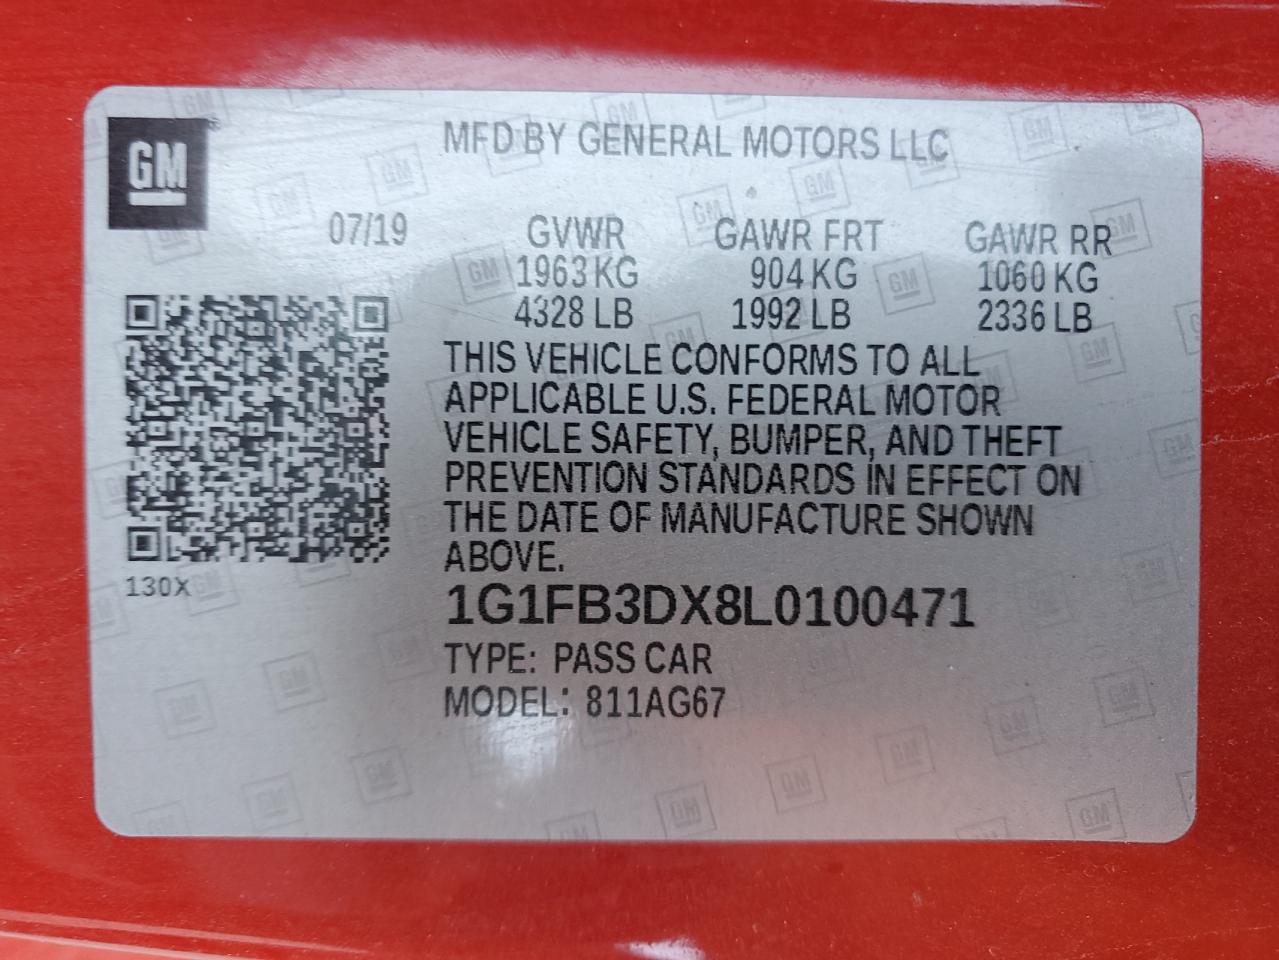 GM
MFD BY GENERAL MOTORS LLC
07/19 GVWR GAWR FRT GAWR RR
1963 KG 904 KG 1060 KG
4328 LB 1992 LB 2336 LB
THIS VEHICLE CONFORMS TO ALL
APPLICABLE U.S. FEDERAL MOTOR
VEHICLE SAFETY, BUMPER, AND THEFT
PREVENTION STANDARDS IN EFFECT ON
THE DATE OF MANUFACTURE SHOWN
ABOVE.
130X
1G1FB3DX8L0100471
TYPE: PASS CAR
MODEL: 811AG67